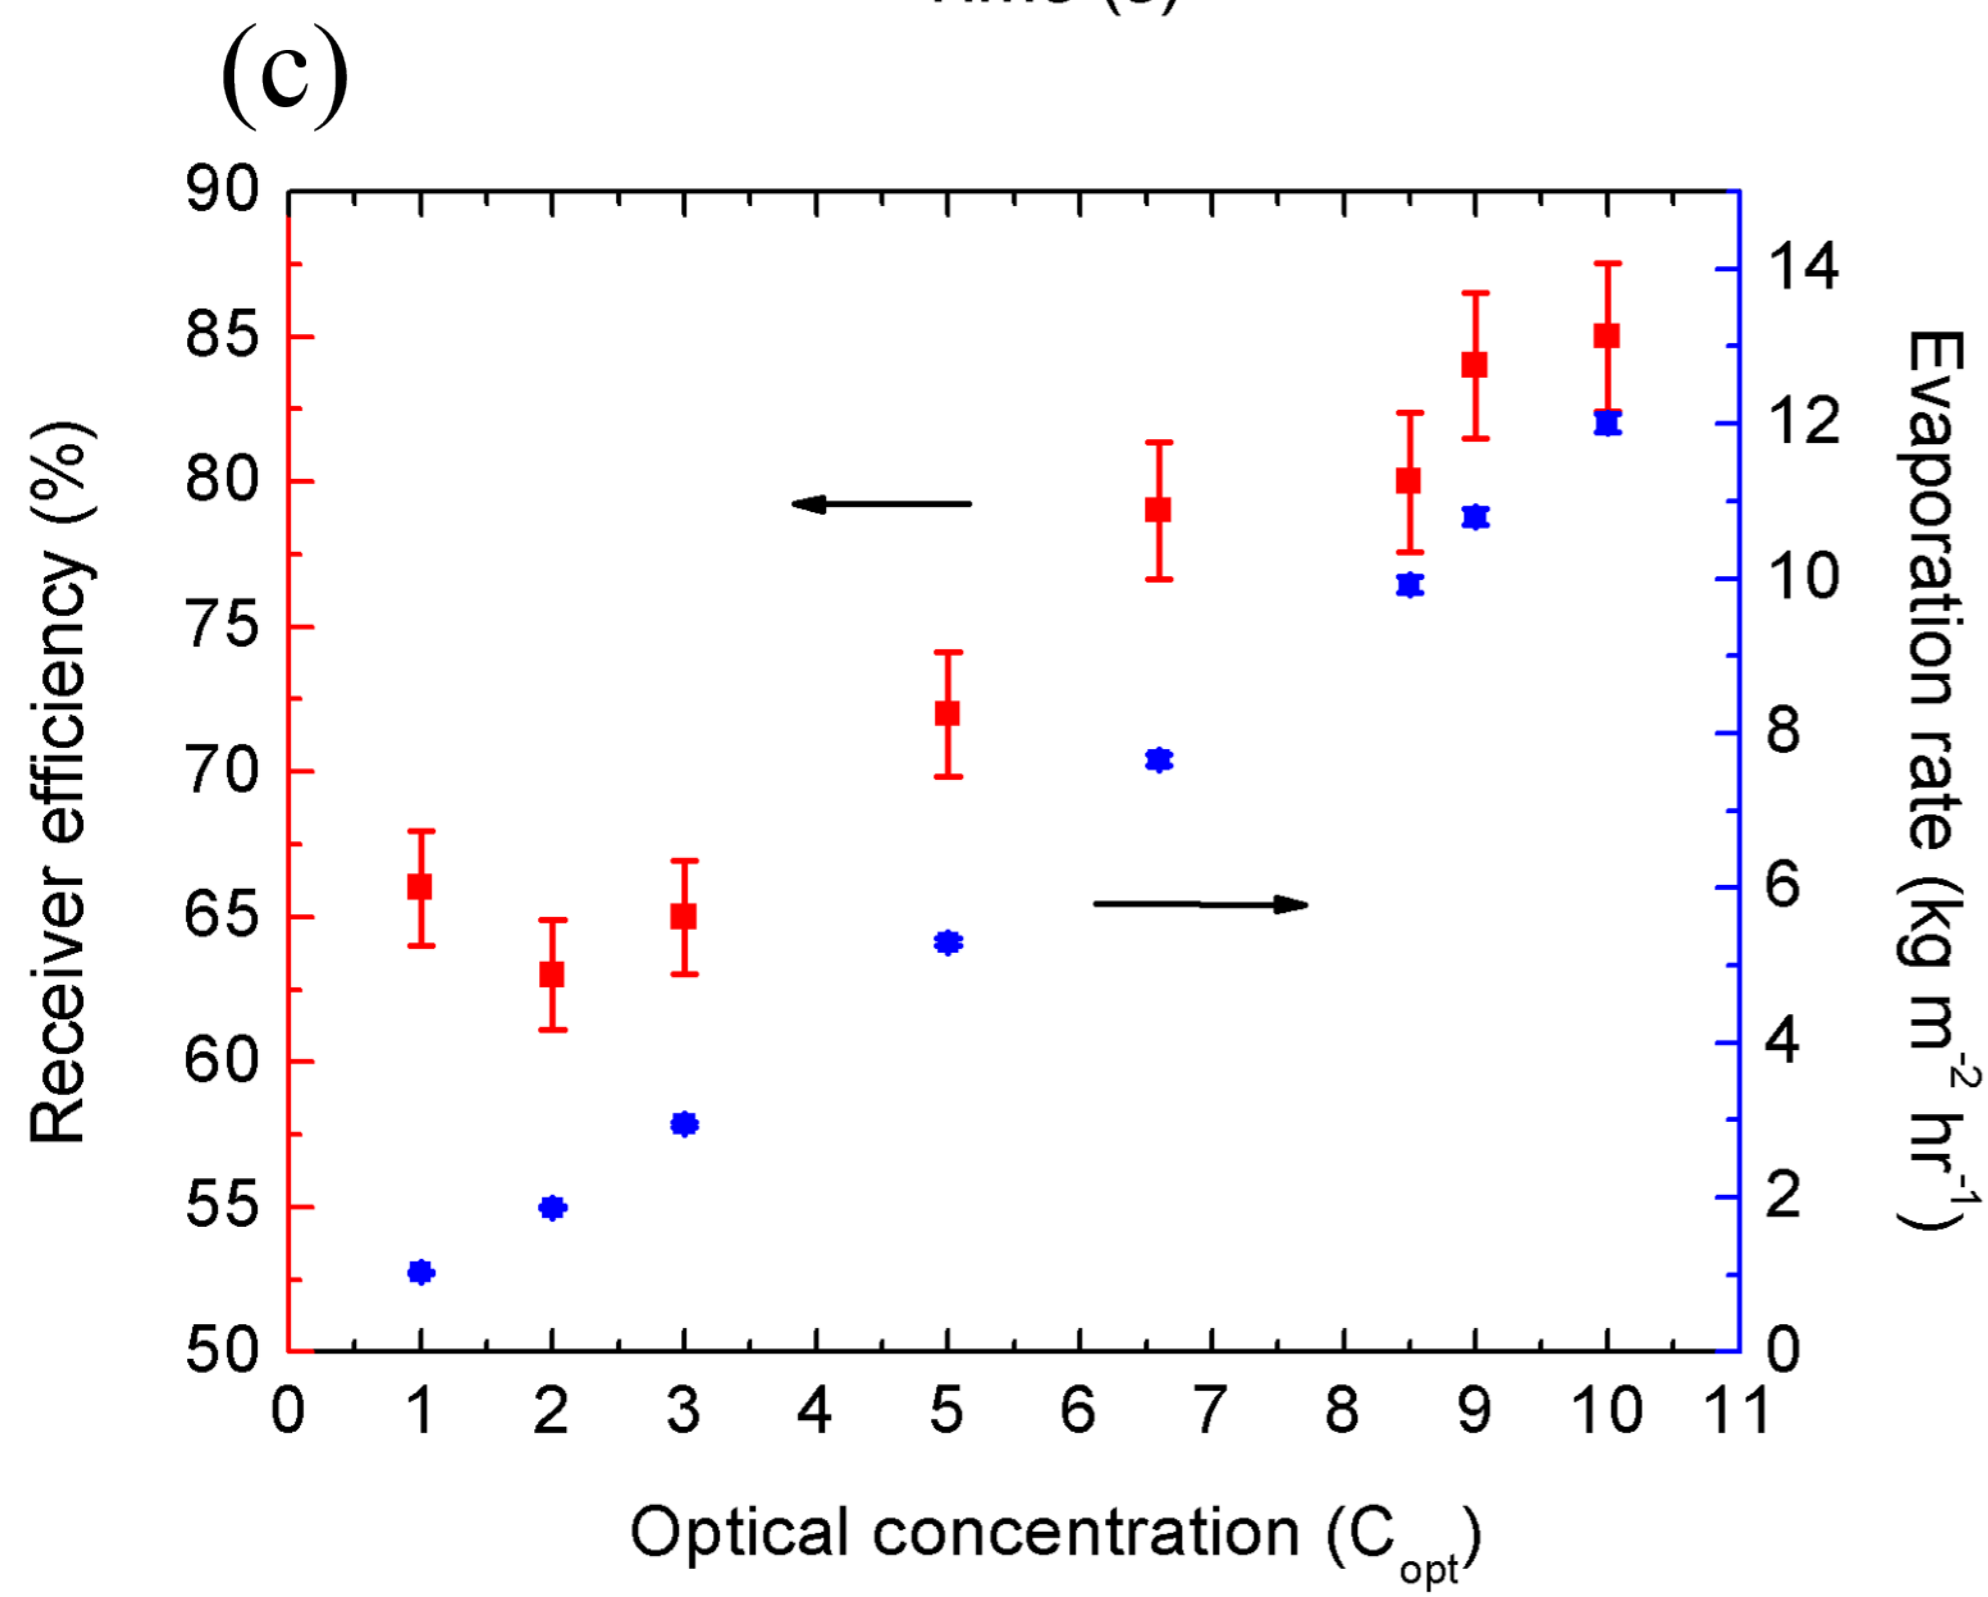 Time (s)
(c)
90
85
80
75
70
65
60
55
50
14
12
10
8
6
4
2
0
0 1 2 3 4 5 6 7 8 9 10 11
Receiver efficiency (%)
Evaporation rate (kg m-2 hr-1)
Optical concentration (Copt)